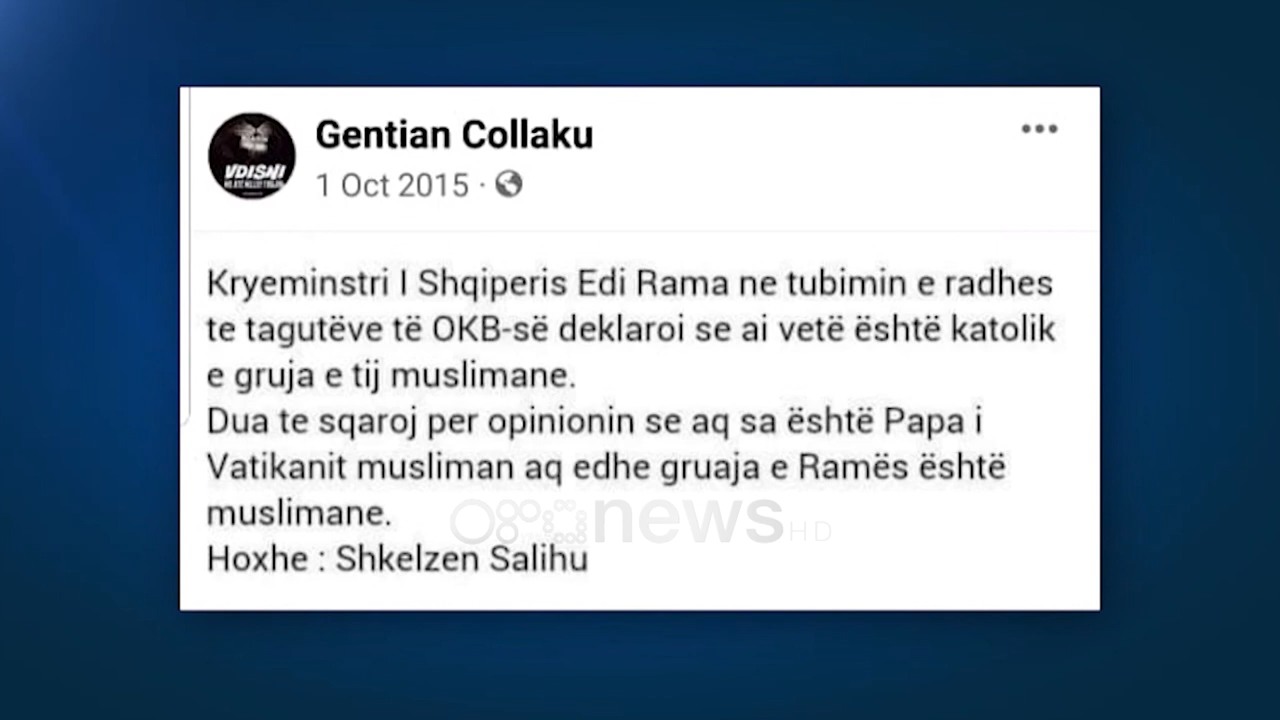 VDISNI
Gentian Collaku
1 Oct 2015 ·
Kryeminstri I Shqiperis Edi Rama ne tubimin e radhes
te tagutëve të OKB-së deklaroi se ai vetë është katolik
e gruja e tij muslimane.
Dua te sqaroj per opinionin se aq sa është Papa i
Vatikanit musliman aq edhe gruaja e Ramës është
muslimane.
news HD
Hoxhe : Shkelzen Salihu